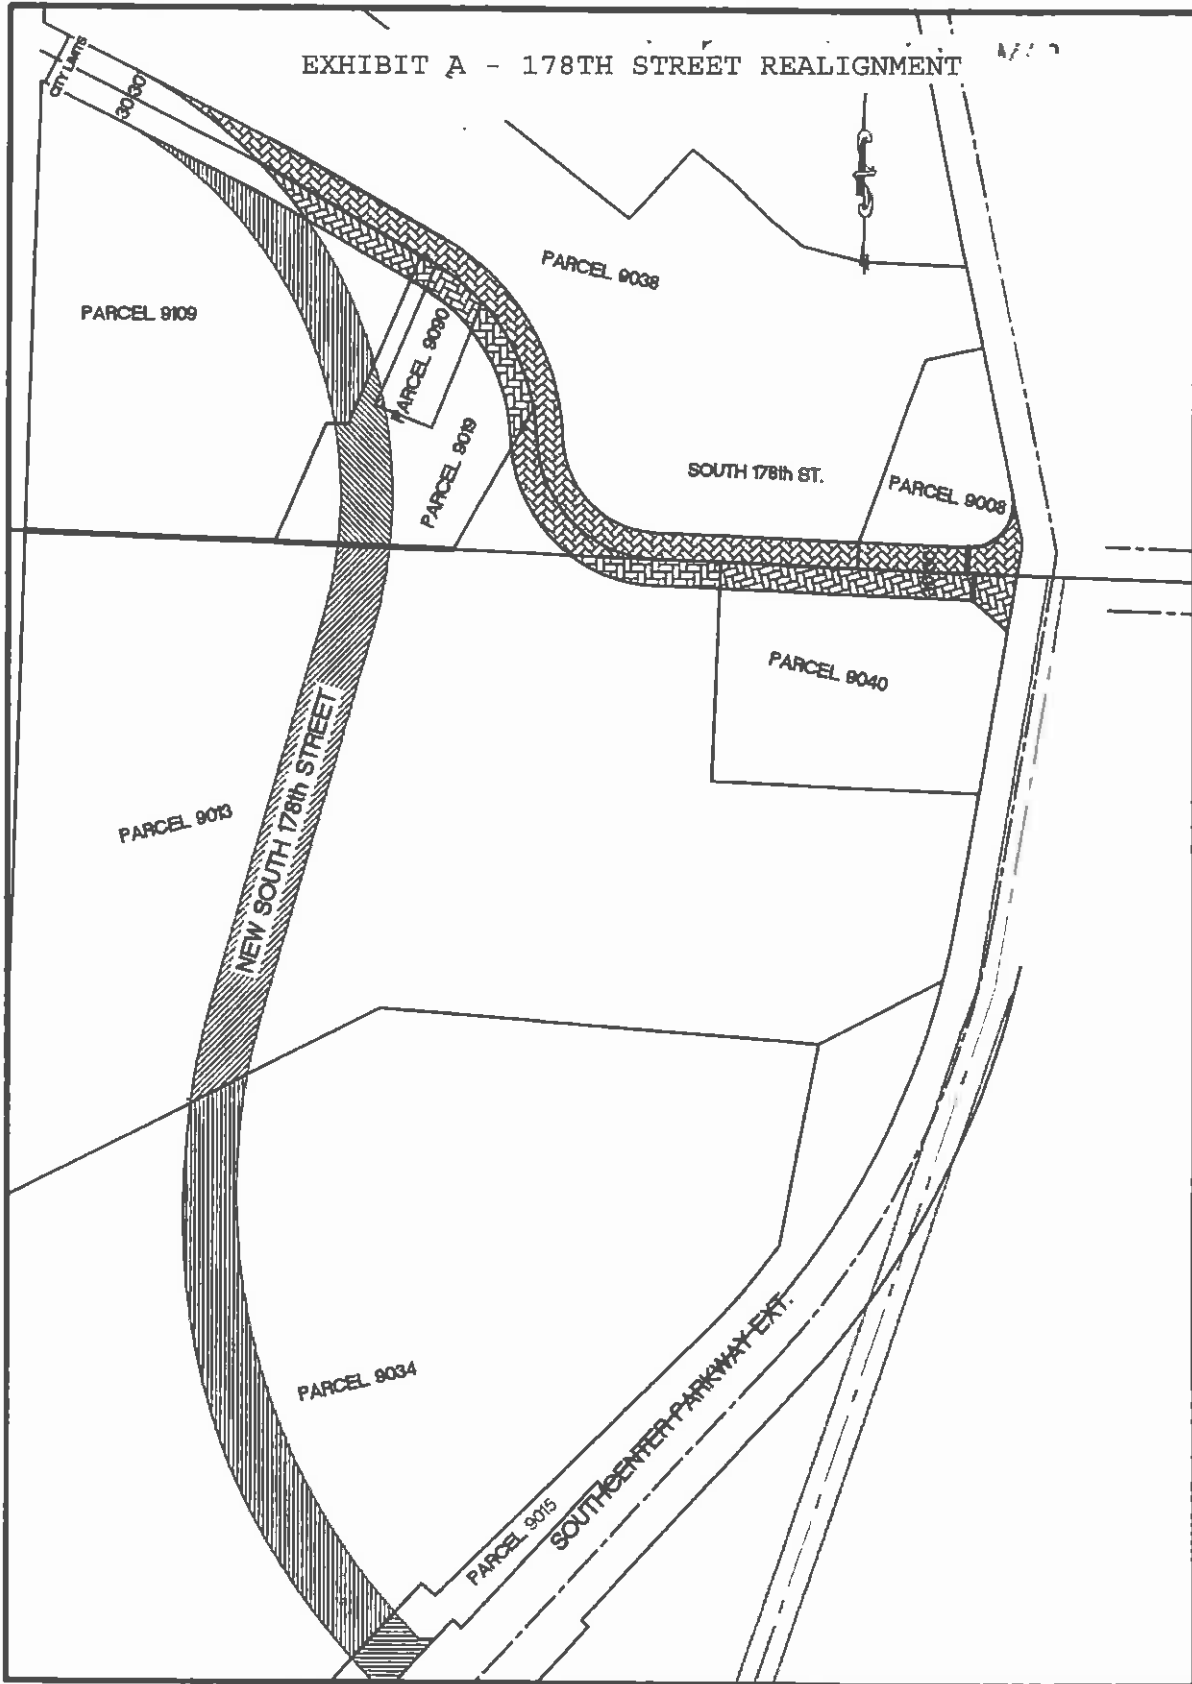 EXHIBIT A - 178TH STREET REALIGNMENT
CITY LIMITS
30 30
PARCEL 9038
PARCEL 9109
PARCEL 9090
PARCEL 9019
SOUTH 178th ST.
PARCEL 9008
PARCEL 9040
NEW SOUTH 178th STREET
PARCEL 9013
PARCEL 9034
SOUTHCENTER PARKWAY EXT.
PARCEL 9015